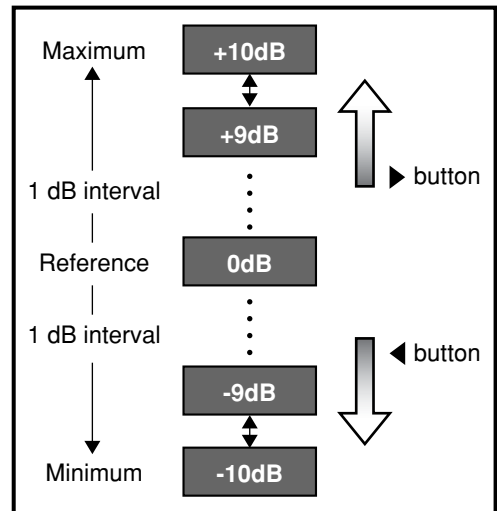 Maximum
+10dB
+9dB
▶ button
1 dB interval
Reference
0dB
1 dB interval
◀ button
-9dB
Minimum
-10dB